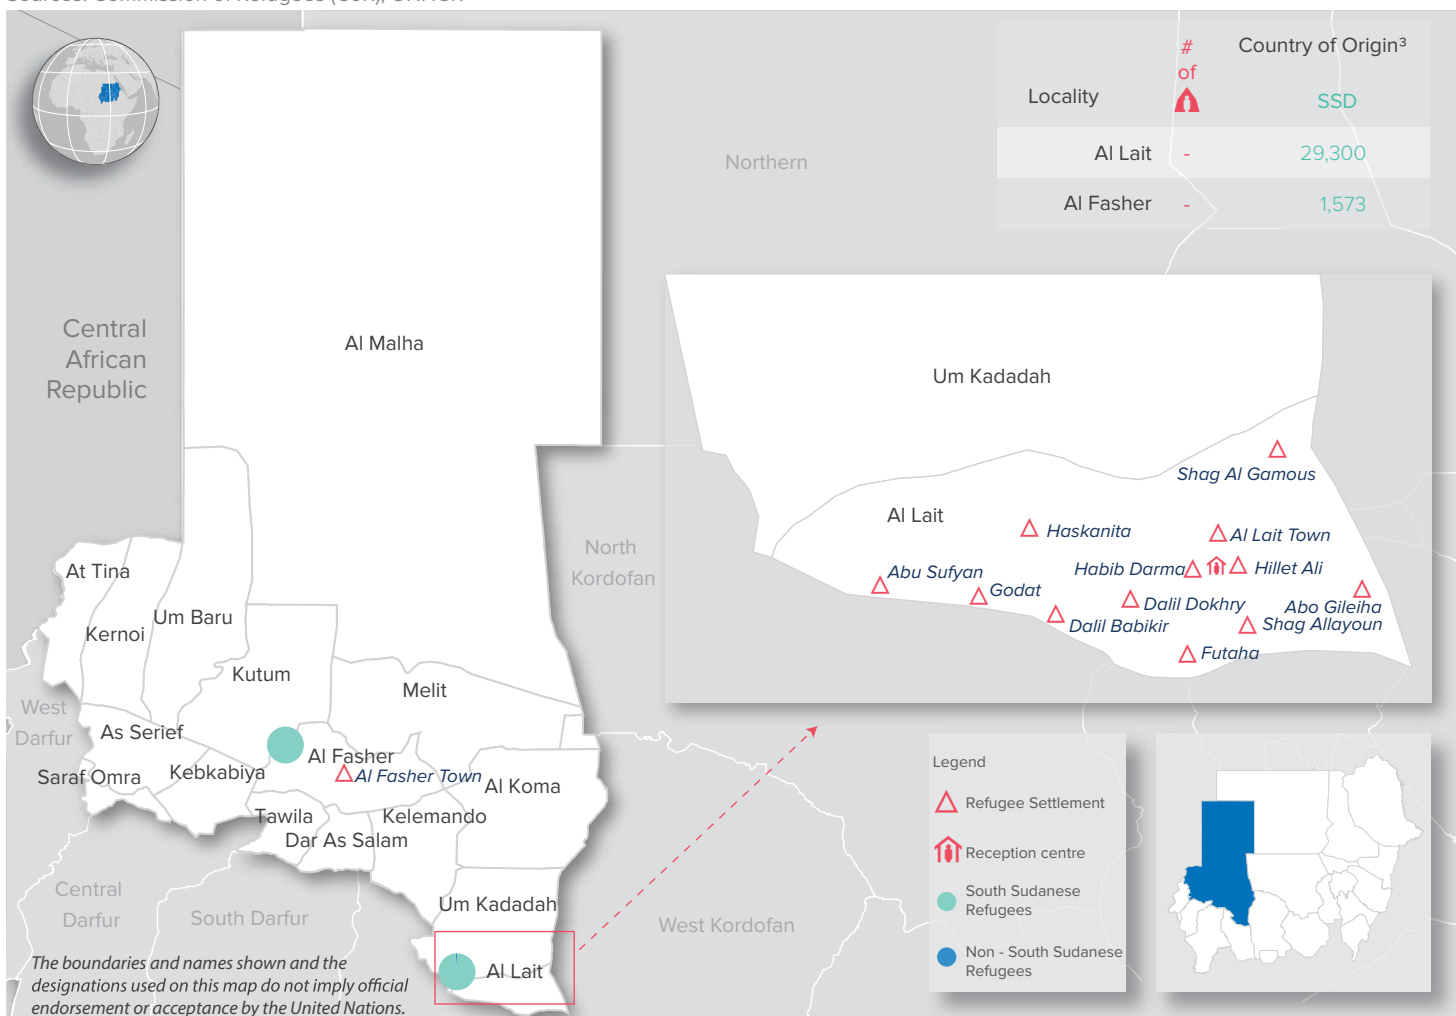 #
Country of Origin³
of
Locality
SSD
Al Lait - 29,300
Al Fasher - 1,573
Northern
Central
African
Republic
Al Malha
Um Kadadah
Shag Al Gamous
Al Lait
Haskanita
Al Lait Town
Abu Sufyan
Habib Darma
Hillet Ali
Godat
Dalil Dokhry
Abo Gileiha
Dalil Babikir
Shag Allayoun
Futaha
North
Kordofan
At Tina
Um Baru
Kernoi
Kutum
Melit
West
Darfur
As Serief
Al Fasher
Saraf Omra
Kebkabiya
Al Fasher Town
Al Koma
Tawila
Kelemando
Dar As Salam
Central
Darfur
South Darfur
Um Kadadah
West Kordofan
Al Lait
Legend
Refugee Settlement
Reception centre
South Sudanese
Refugees
Non - South Sudanese
Refugees
The boundaries and names shown and the
designations used on this map do not imply official
endorsement or acceptance by the United Nations.